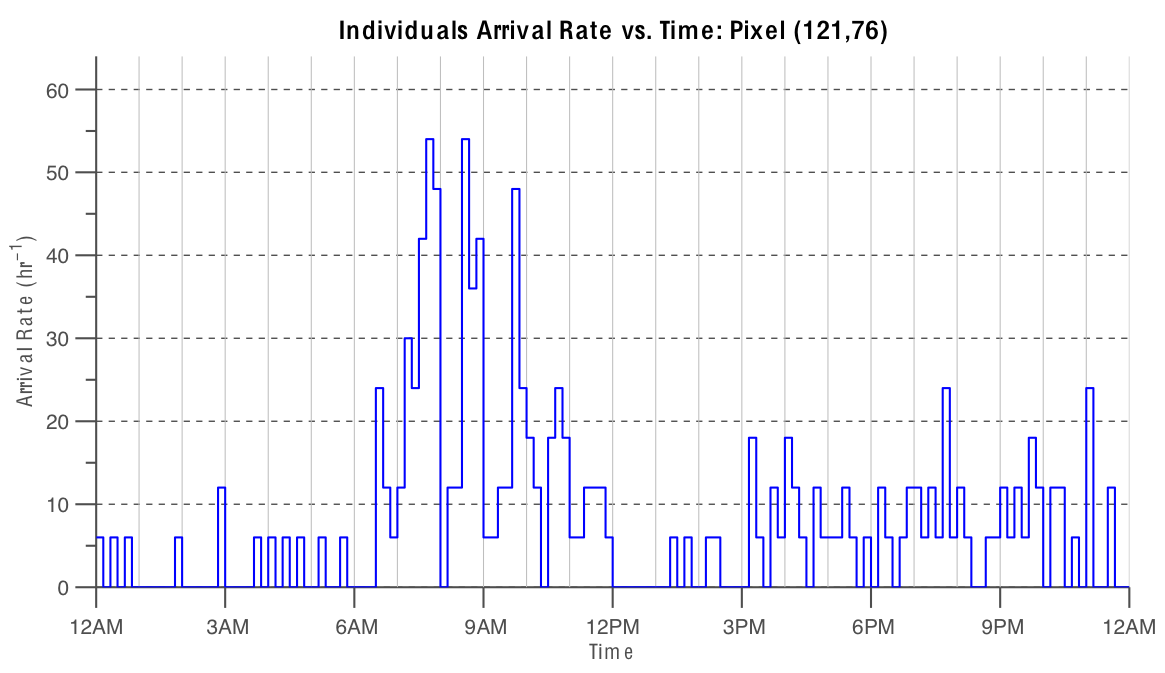 Individuals Arrival Rate vs. Time: Pixel (121,76)
60
50
40
30
20
10
0
Arrival Rate (hr⁻¹)
12AM 3AM 6AM 9AM 12PM 3PM 6PM 9PM 12AM
Time